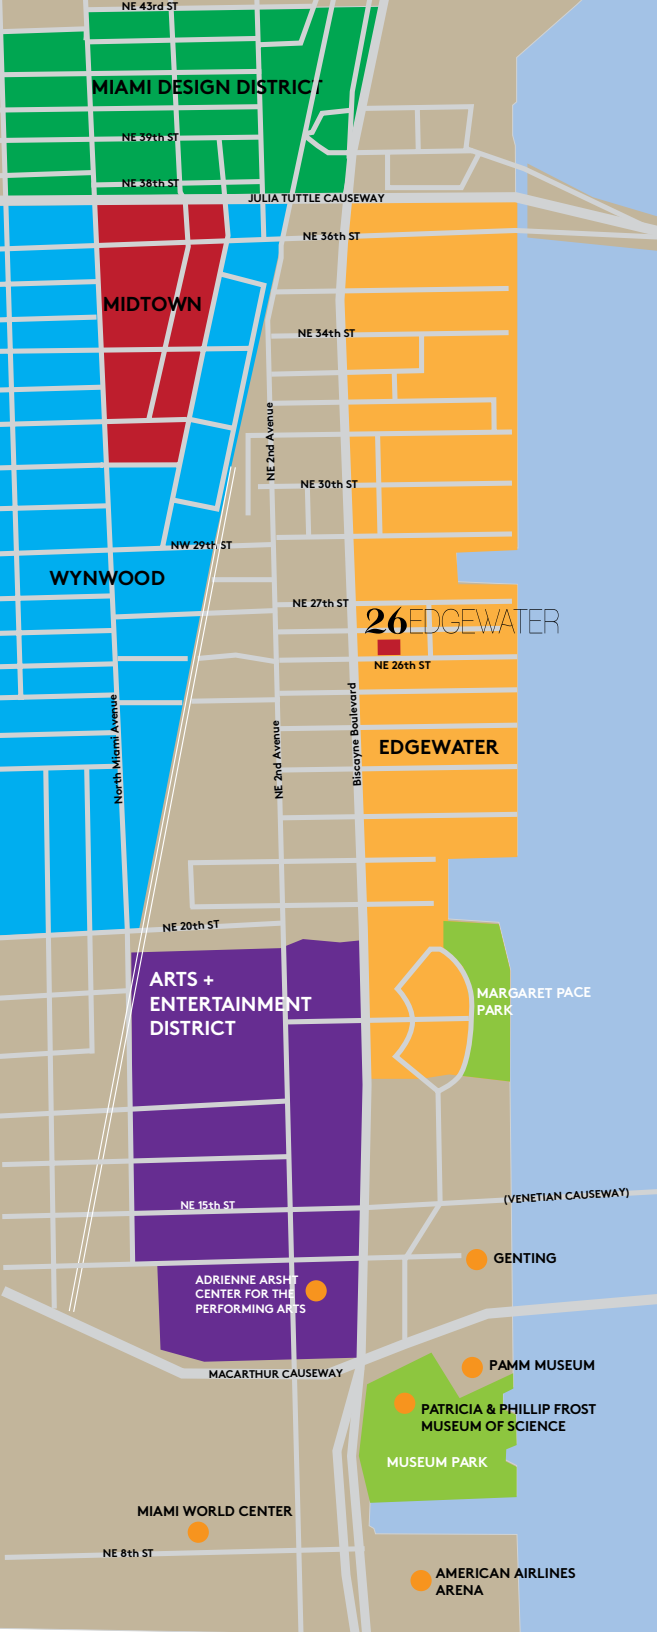 NE 43rd ST
MIAMI DESIGN DISTRICT
NE 39th ST
NE 38th ST
JULIA TUTTLE CAUSEWAY
NE 36th ST
MIDTOWN
NE 34th ST
NE 2nd Avenue
NE 30th ST
NW 29th ST
WYNWOOD
NE 27th ST
26EDGEWATER
NE 26th ST
North Miami Avenue
NE 2nd Avenue
Biscayne Boulevard
EDGEWATER
NE 20th ST
ARTS +
ENTERTAINMENT
DISTRICT
MARGARET PACE
PARK
NE 15th ST
(VENETIAN CAUSEWAY)
GENTING
ADRIENNE ARSHT
CENTER FOR THE
PERFORMING ARTS
MACARTHUR CAUSEWAY
PAMM MUSEUM
PATRICIA & PHILLIP FROST
MUSEUM OF SCIENCE
MUSEUM PARK
MIAMI WORLD CENTER
NE 8th ST
AMERICAN AIRLINES
ARENA